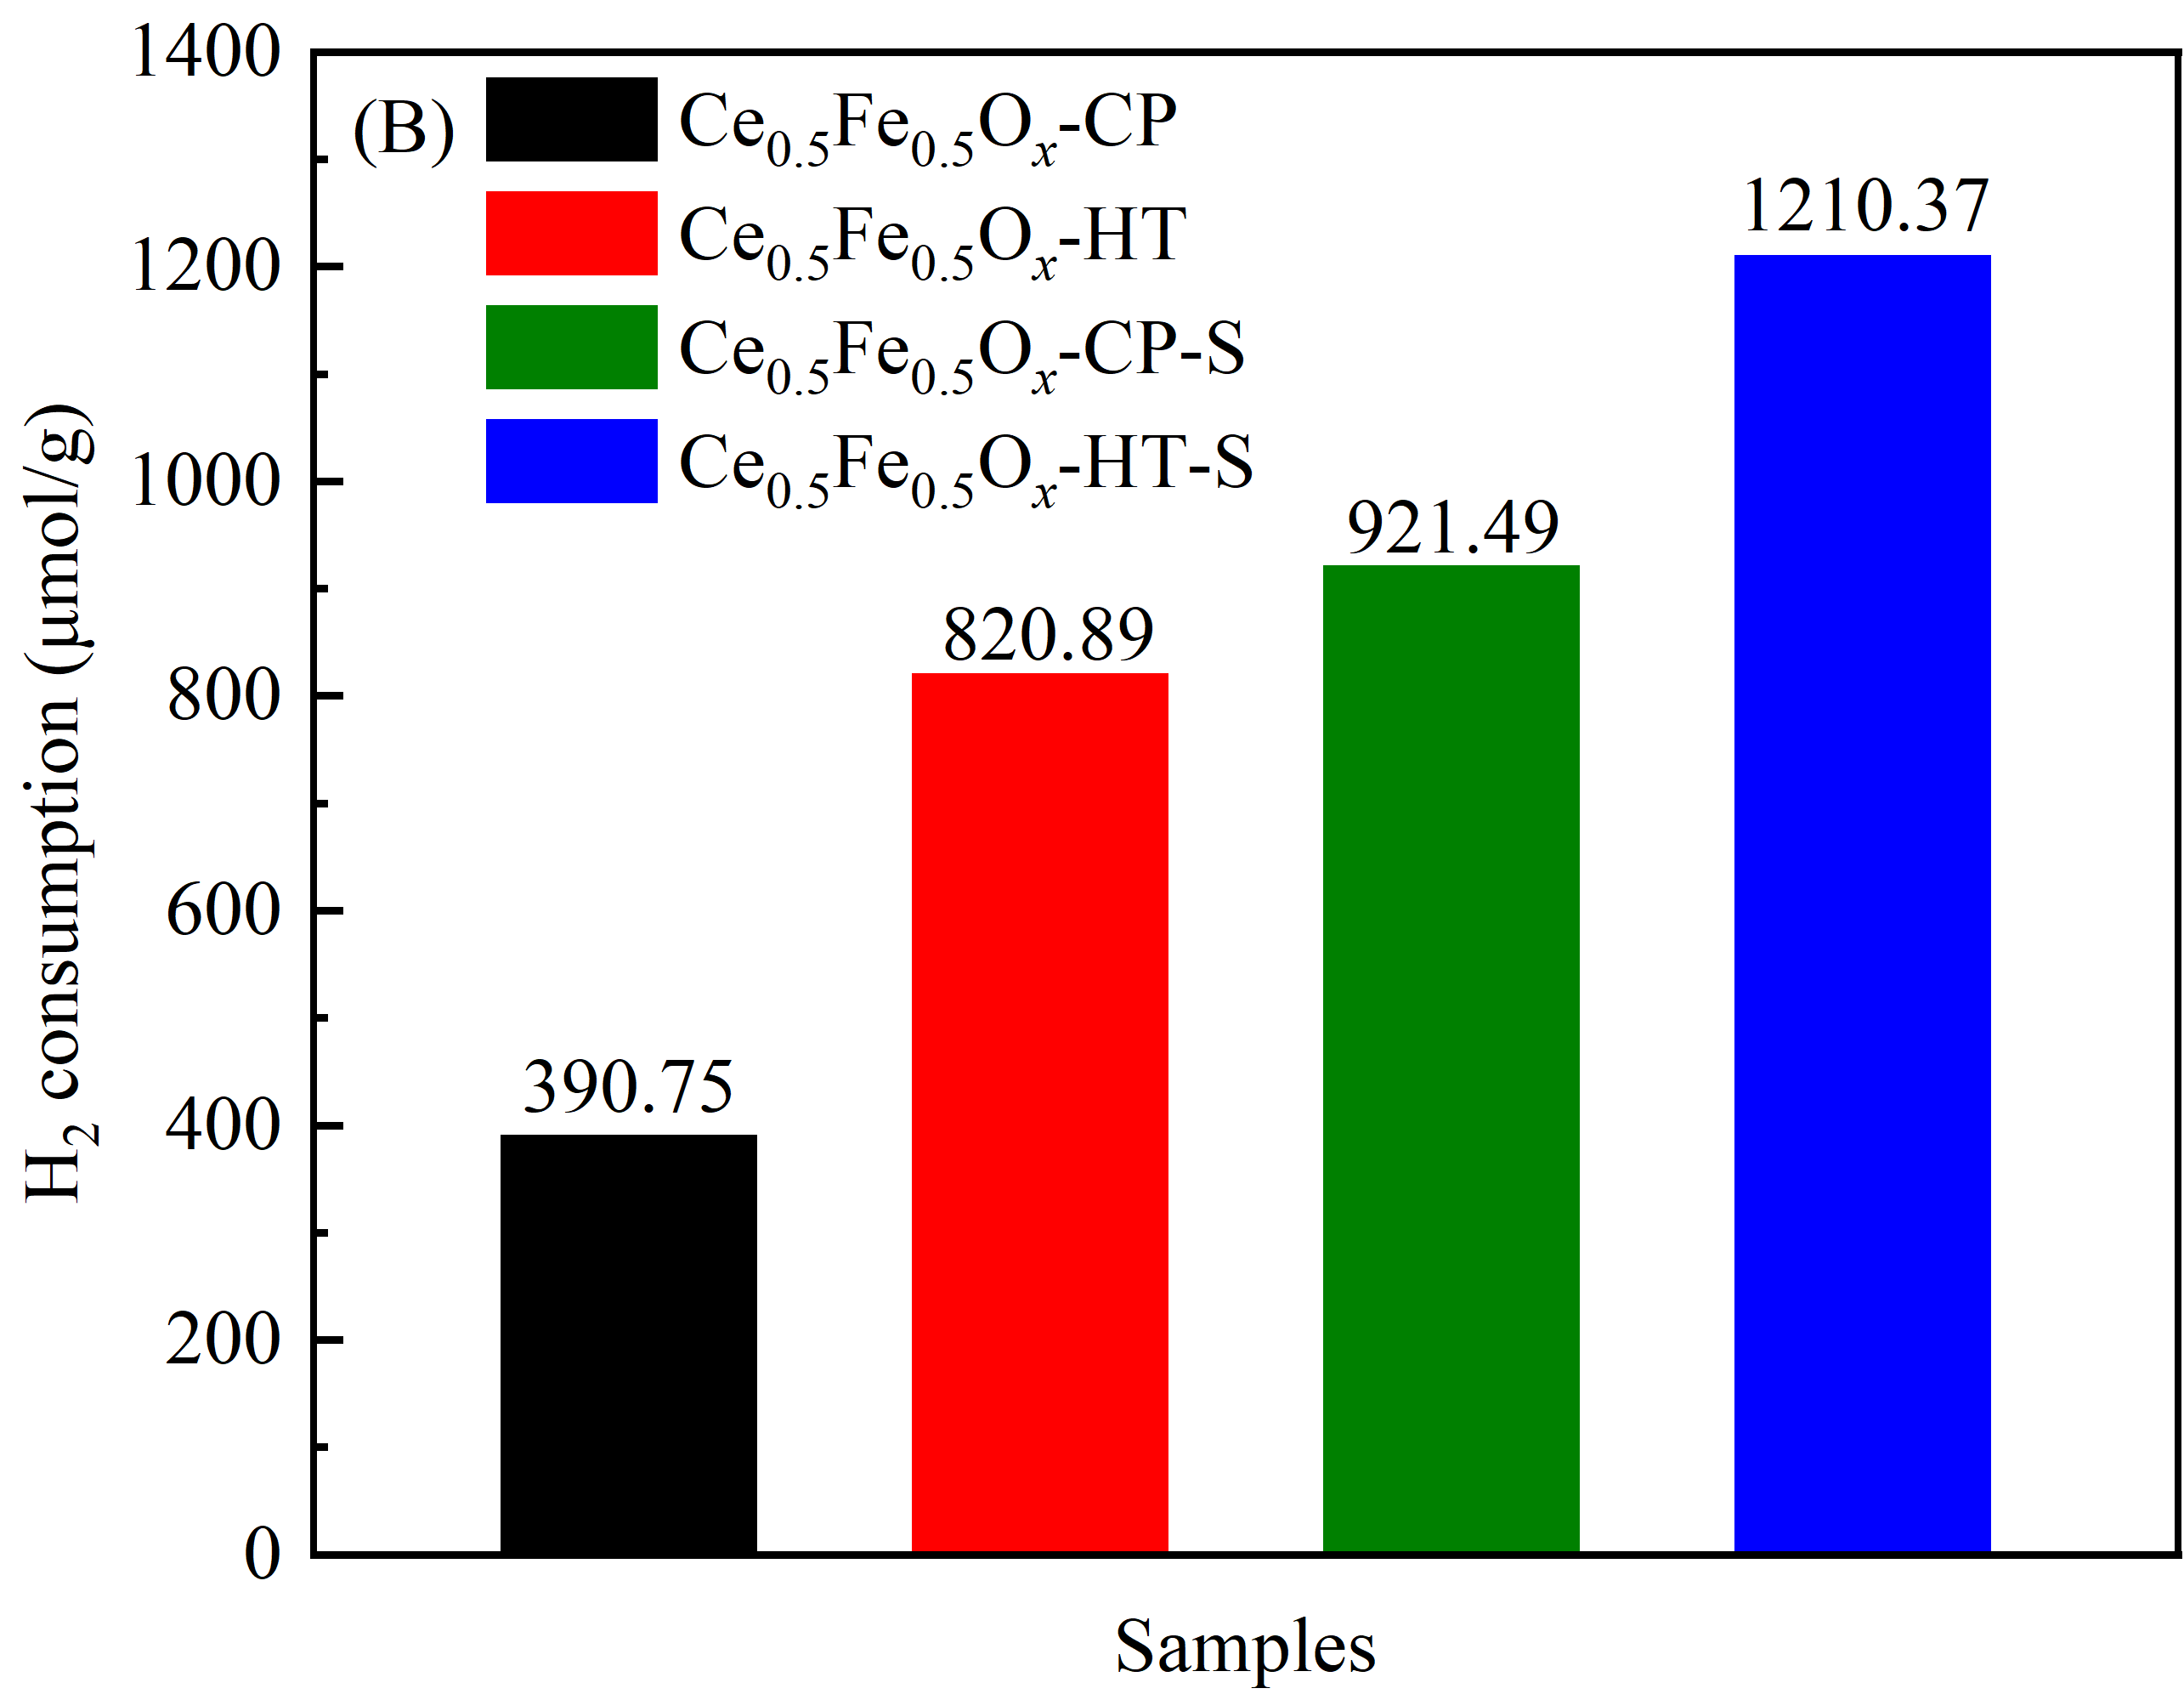 (B)
Ce0.5Fe0.5Ox-CP
Ce0.5Fe0.5Ox-HT
Ce0.5Fe0.5Ox-CP-S
Ce0.5Fe0.5Ox-HT-S
1400
1200
1000
800
600
400
200
0
H2 consumption (μmol/g)
390.75
820.89
921.49
1210.37
Samples